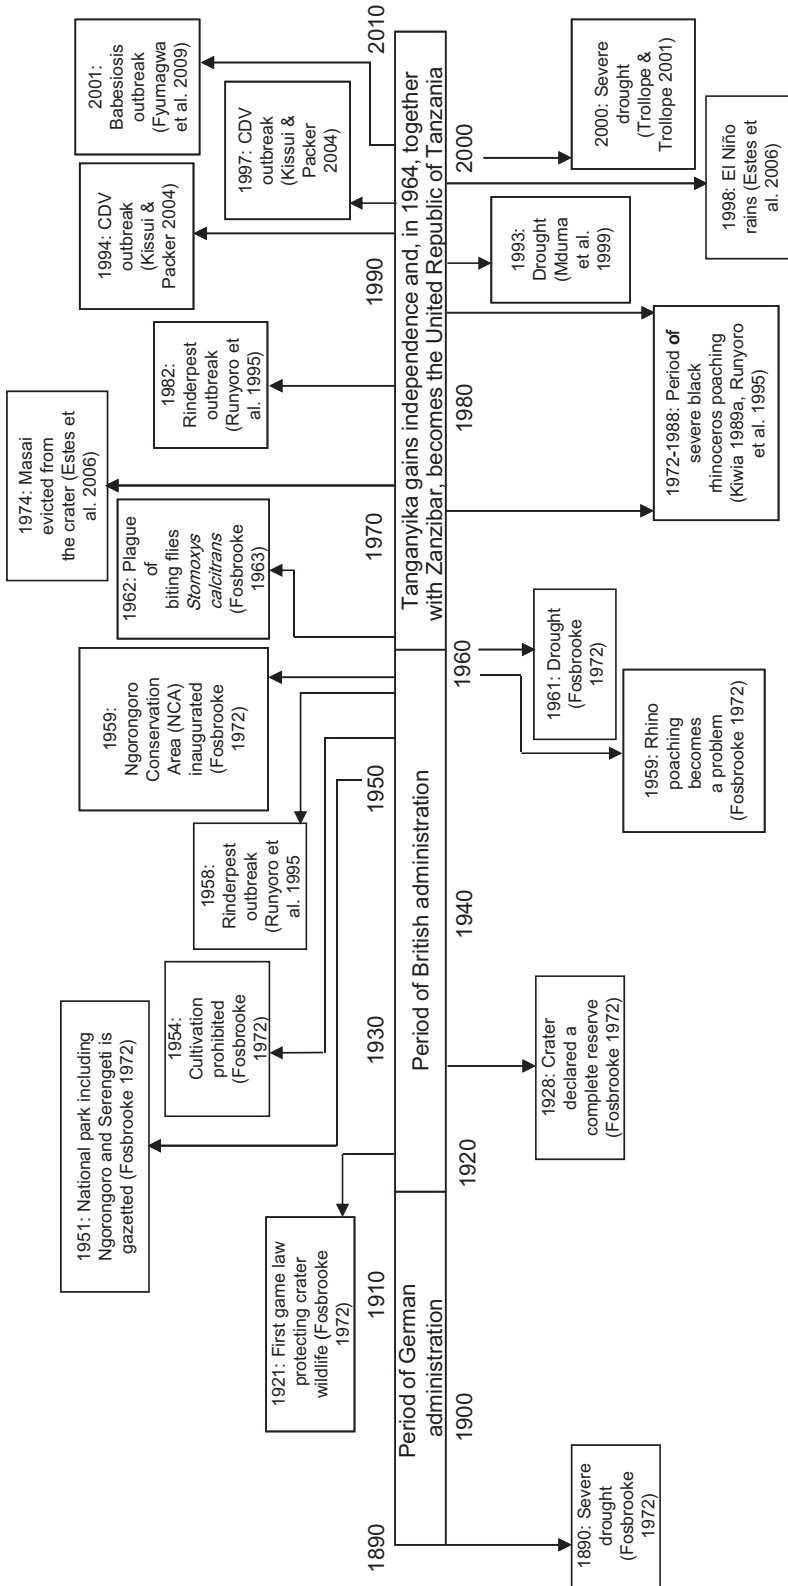 1951: National park including
Ngorongoro and Serengeti is
gazetted (Fosbrooke 1972)
1974: Masai
evicted from
the crater (Estes et
al. 2006)
1921: First game law
protecting crater
wildlife (Fosbrooke
1972)
1954:
Cultivation
prohibited
(Fosbrooke
1972)
1958:
Rinderpest
outbreak
(Runyoro et
al. 1995
1959:
Ngorongoro
Conservation
Area (NCA)
inaugurated
(Fosbrooke
1972)
1962: Plague
of
biting flies
Stomoxys
calcitrans
(Fosbrooke
1963)
1982:
Rinderpest
outbreak
(Runyoro et
al. 1995)
1994: CDV
outbreak
(Kissui &
Packer 2004)
1997: CDV
outbreak
(Kissui &
Packer
2004)
2001:
Babesiosis
outbreak
(Fyumagwa
et al. 2009)
1890
1910
1930
1950
1970
1990
2010
Period of German
administration
Period of British administration
Tanganyika gains independence and, in 1964, together
with Zanzibar, becomes the United Republic of Tanzania
1900
1920
1940
1960
1980
2000
1890: Severe
drought
(Fosbrooke
1972)
1928: Crater
declared a
complete reserve
(Fosbrooke 1972)
1959: Rhino
poaching
becomes
a problem
(Fosbrooke 1972)
1961: Drought
(Fosbrooke
1972)
1972-1988: Period of
severe black
rhinoceros poaching
(Kiwia 1989a, Runyoro
et al. 1995)
1993:
Drought
(Mduma
et al.
1999)
1998: El Niño
rains (Estes et
al. 2006)
2000: Severe
drought
(Trollope &
Trollope 2001)